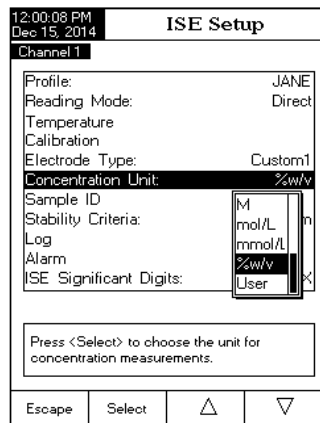 12:00:08 PM
Dec 15, 2014
ISE Setup
Channel 1
Profile: JANE
Reading Mode: Direct
Temperature
Calibration
Electrode Type: Custom1
Concentration Unit: %w/v
Sample ID
Stability Criteria:
Log
Alarm
ISE Significant Digits:
M
mol/L
mmol/L
%w/v
User
Press <Select> to choose the unit for
concentration measurements.
Escape Select △ ▽